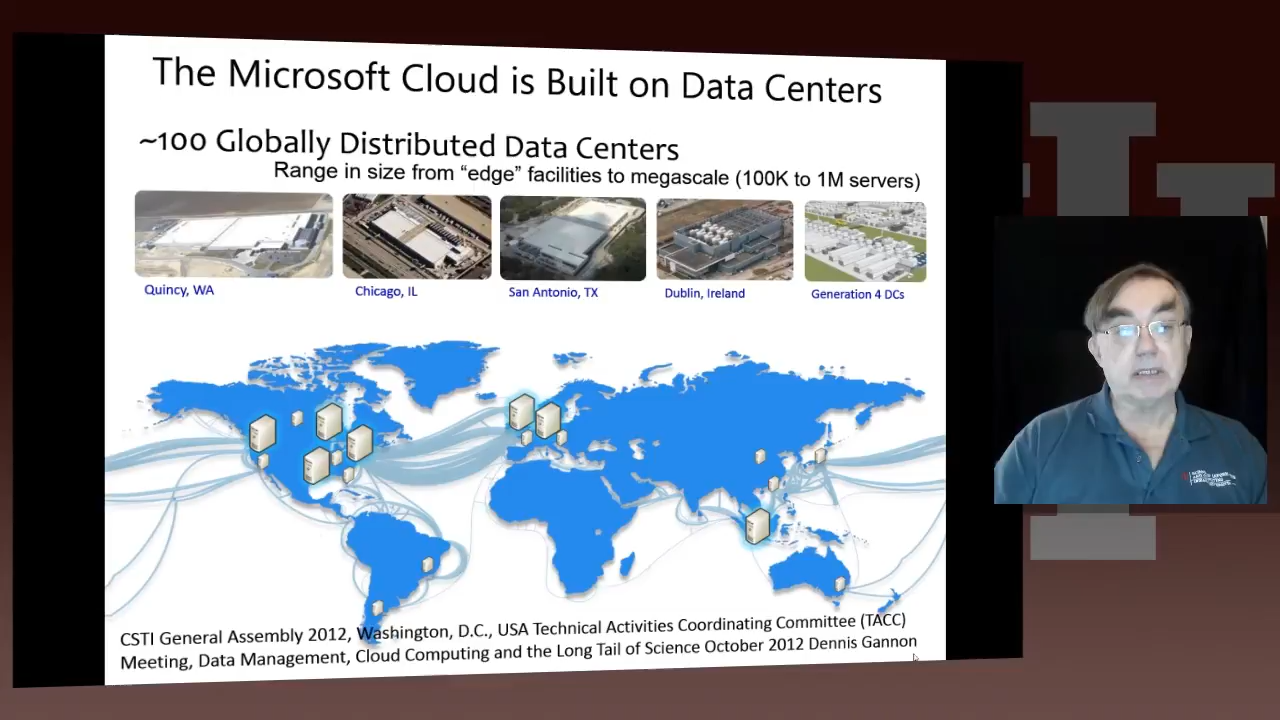 The Microsoft Cloud is Built on Data Centers
~100 Globally Distributed Data Centers
Range in size from “edge” facilities to megascale (100K to 1M servers)
Quincy, WA
Chicago, IL
San Antonio, TX
Dublin, Ireland
Generation 4 DCs
CSTI General Assembly 2012, Washington, D.C., USA Technical Activities Coordinating Committee (TACC)
Meeting, Data Management, Cloud Computing and the Long Tail of Science October 2012 Dennis Gannon